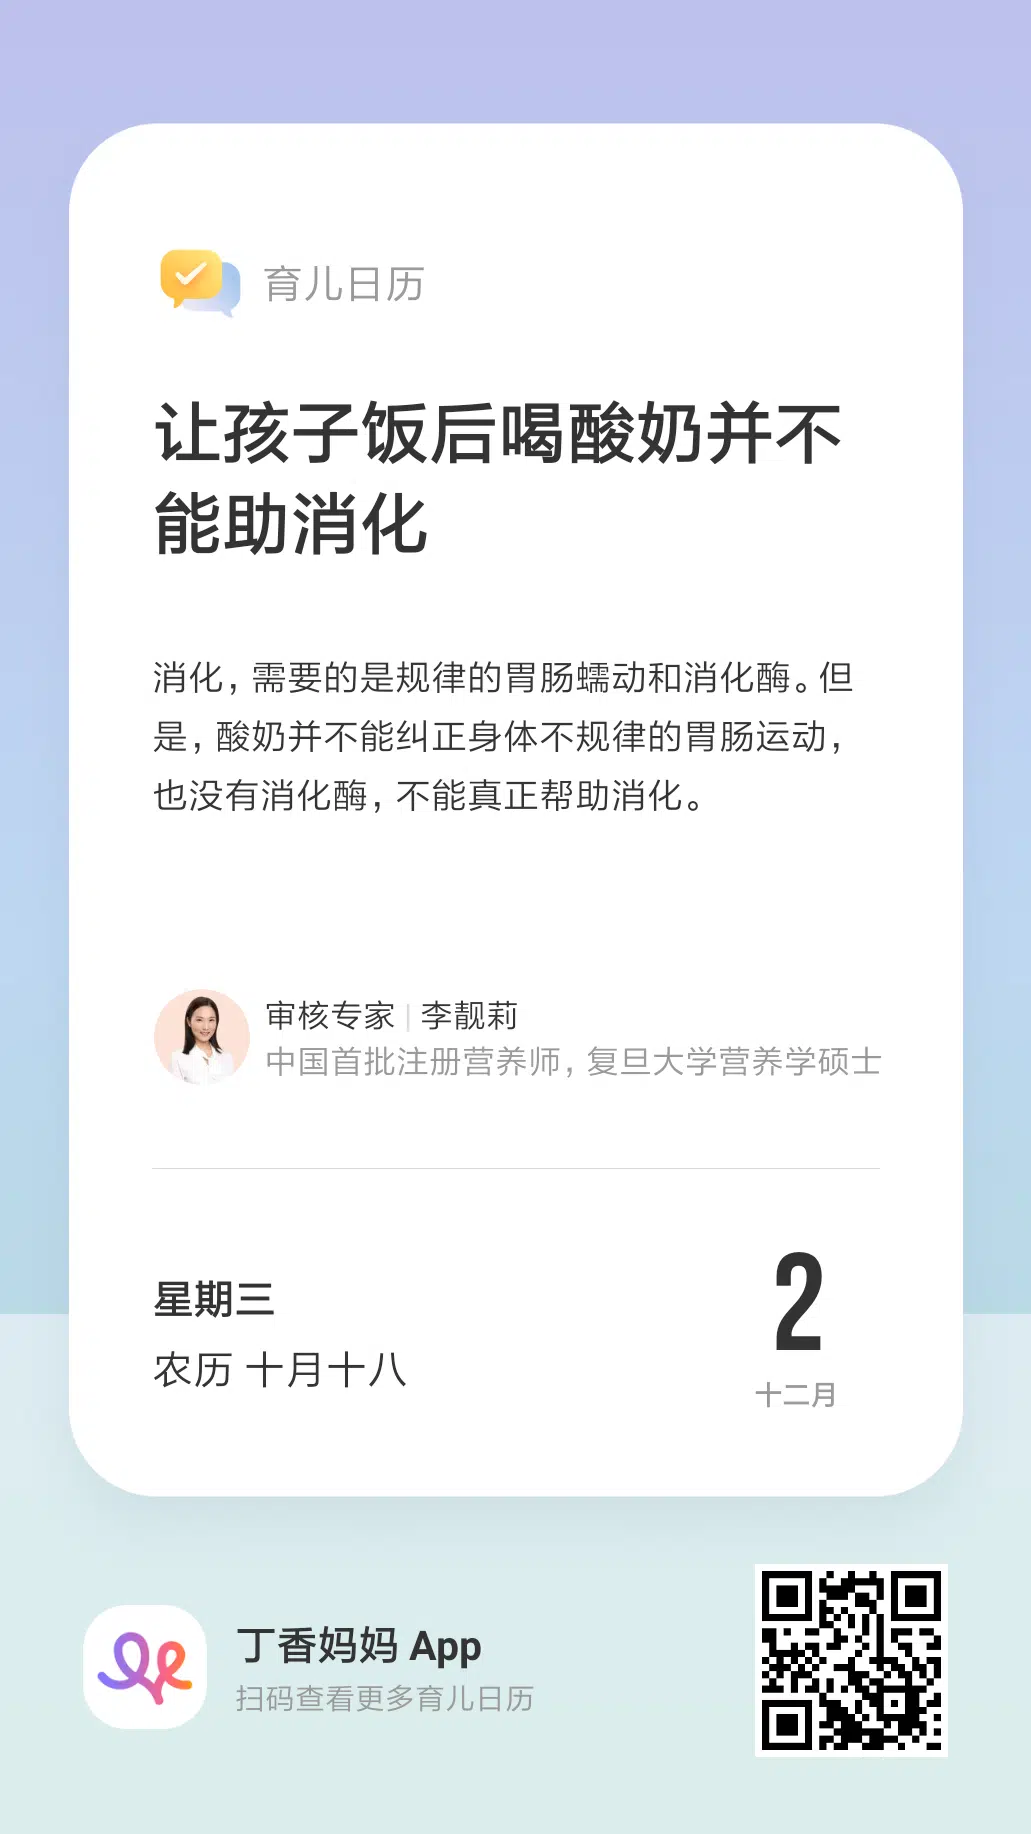 育儿日历
让孩子饭后喝酸奶并不
能助消化
消化，需要的是规律的胃肠蠕动和消化酶。但
是，酸奶并不能纠正身体不规律的胃肠运动，
也没有消化酶，不能真正帮助消化。
审核专家 | 李靓莉
中国首批注册营养师，复旦大学营养学硕士
星期三
农历 十月十八
2
十二月
丁香妈妈 App
扫码查看更多育儿日历